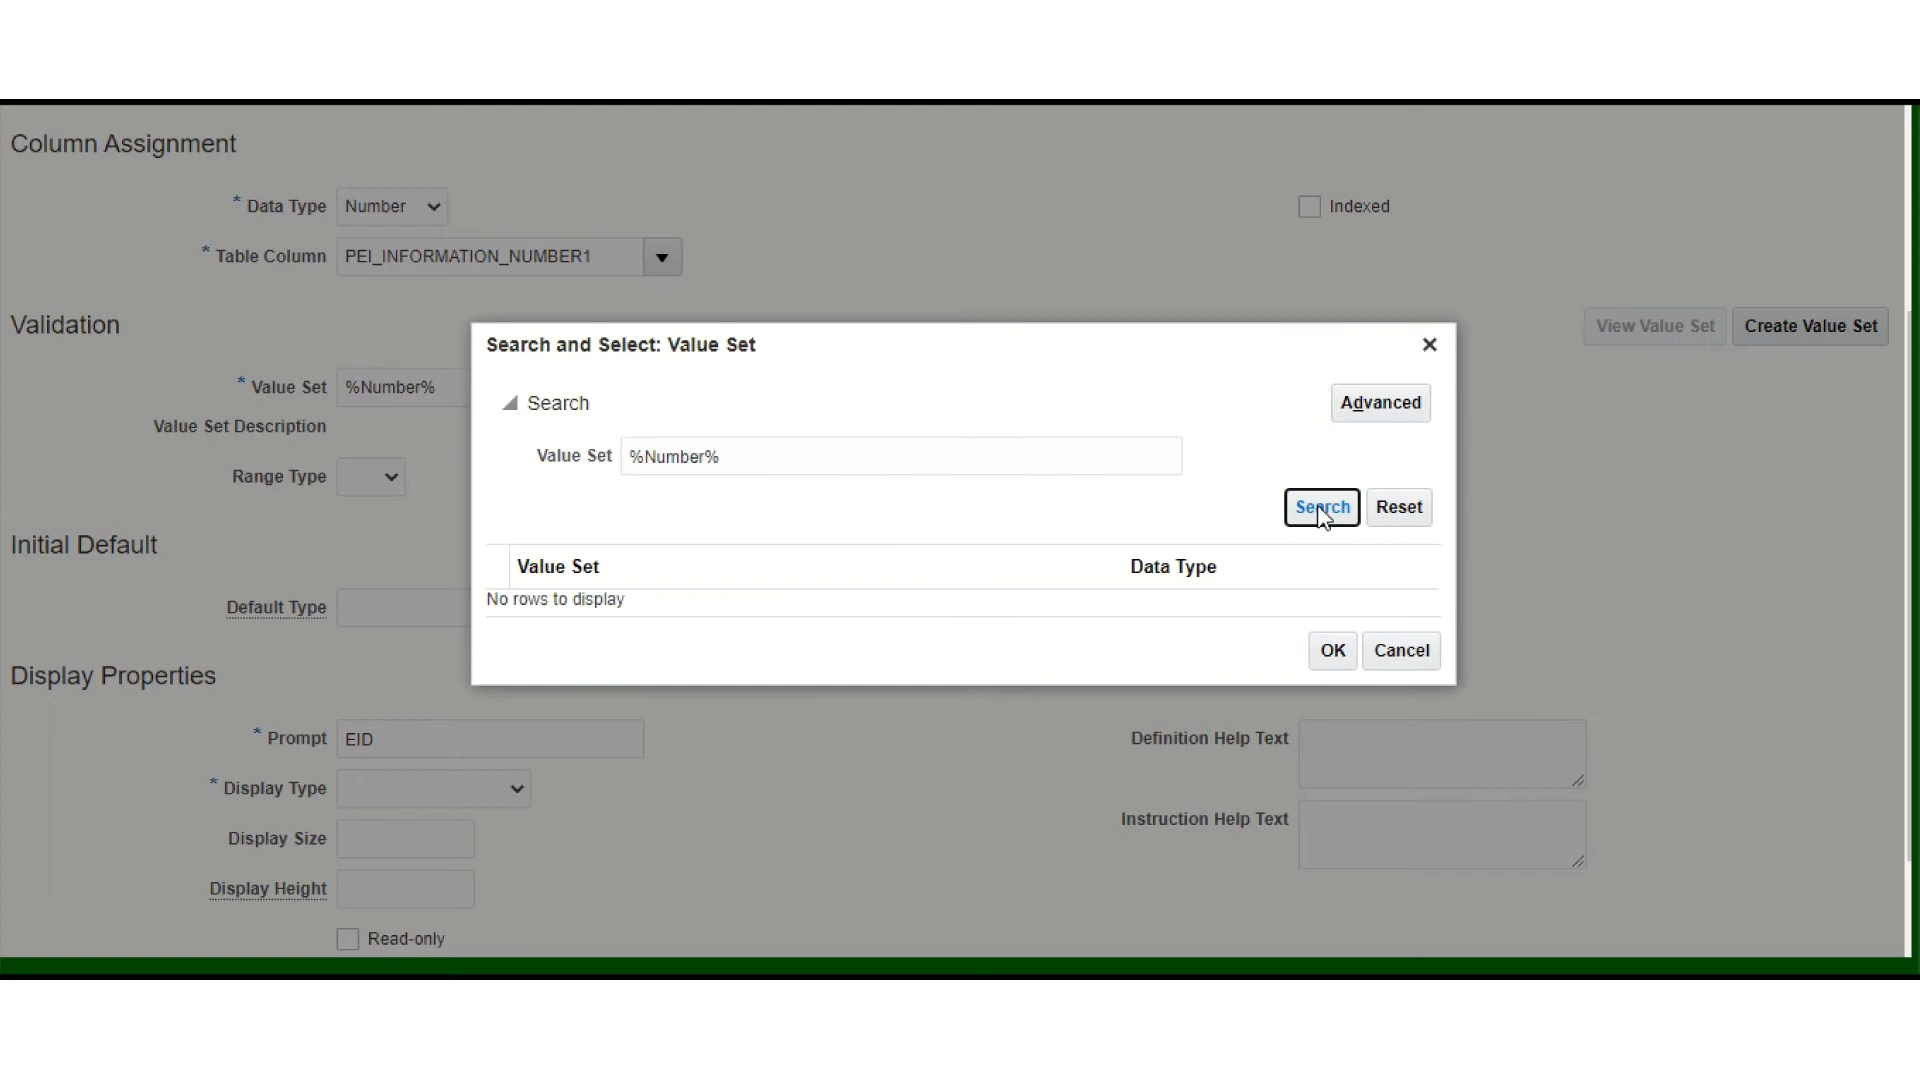 Column Assignment
* Data Type Number
Indexed
* Table Column PEI_INFORMATION_NUMBER1
Validation
View Value Set Create Value Set
* Value Set %Number%
Value Set Description
Range Type
Initial Default
Default Type
Search and Select: Value Set
Search
Advanced
Value Set %Number%
Search Reset
Value Set Data Type
No rows to display
OK Cancel
Display Properties
* Prompt EID
* Display Type
Display Size
Display Height
Read-only
Definition Help Text
Instruction Help Text